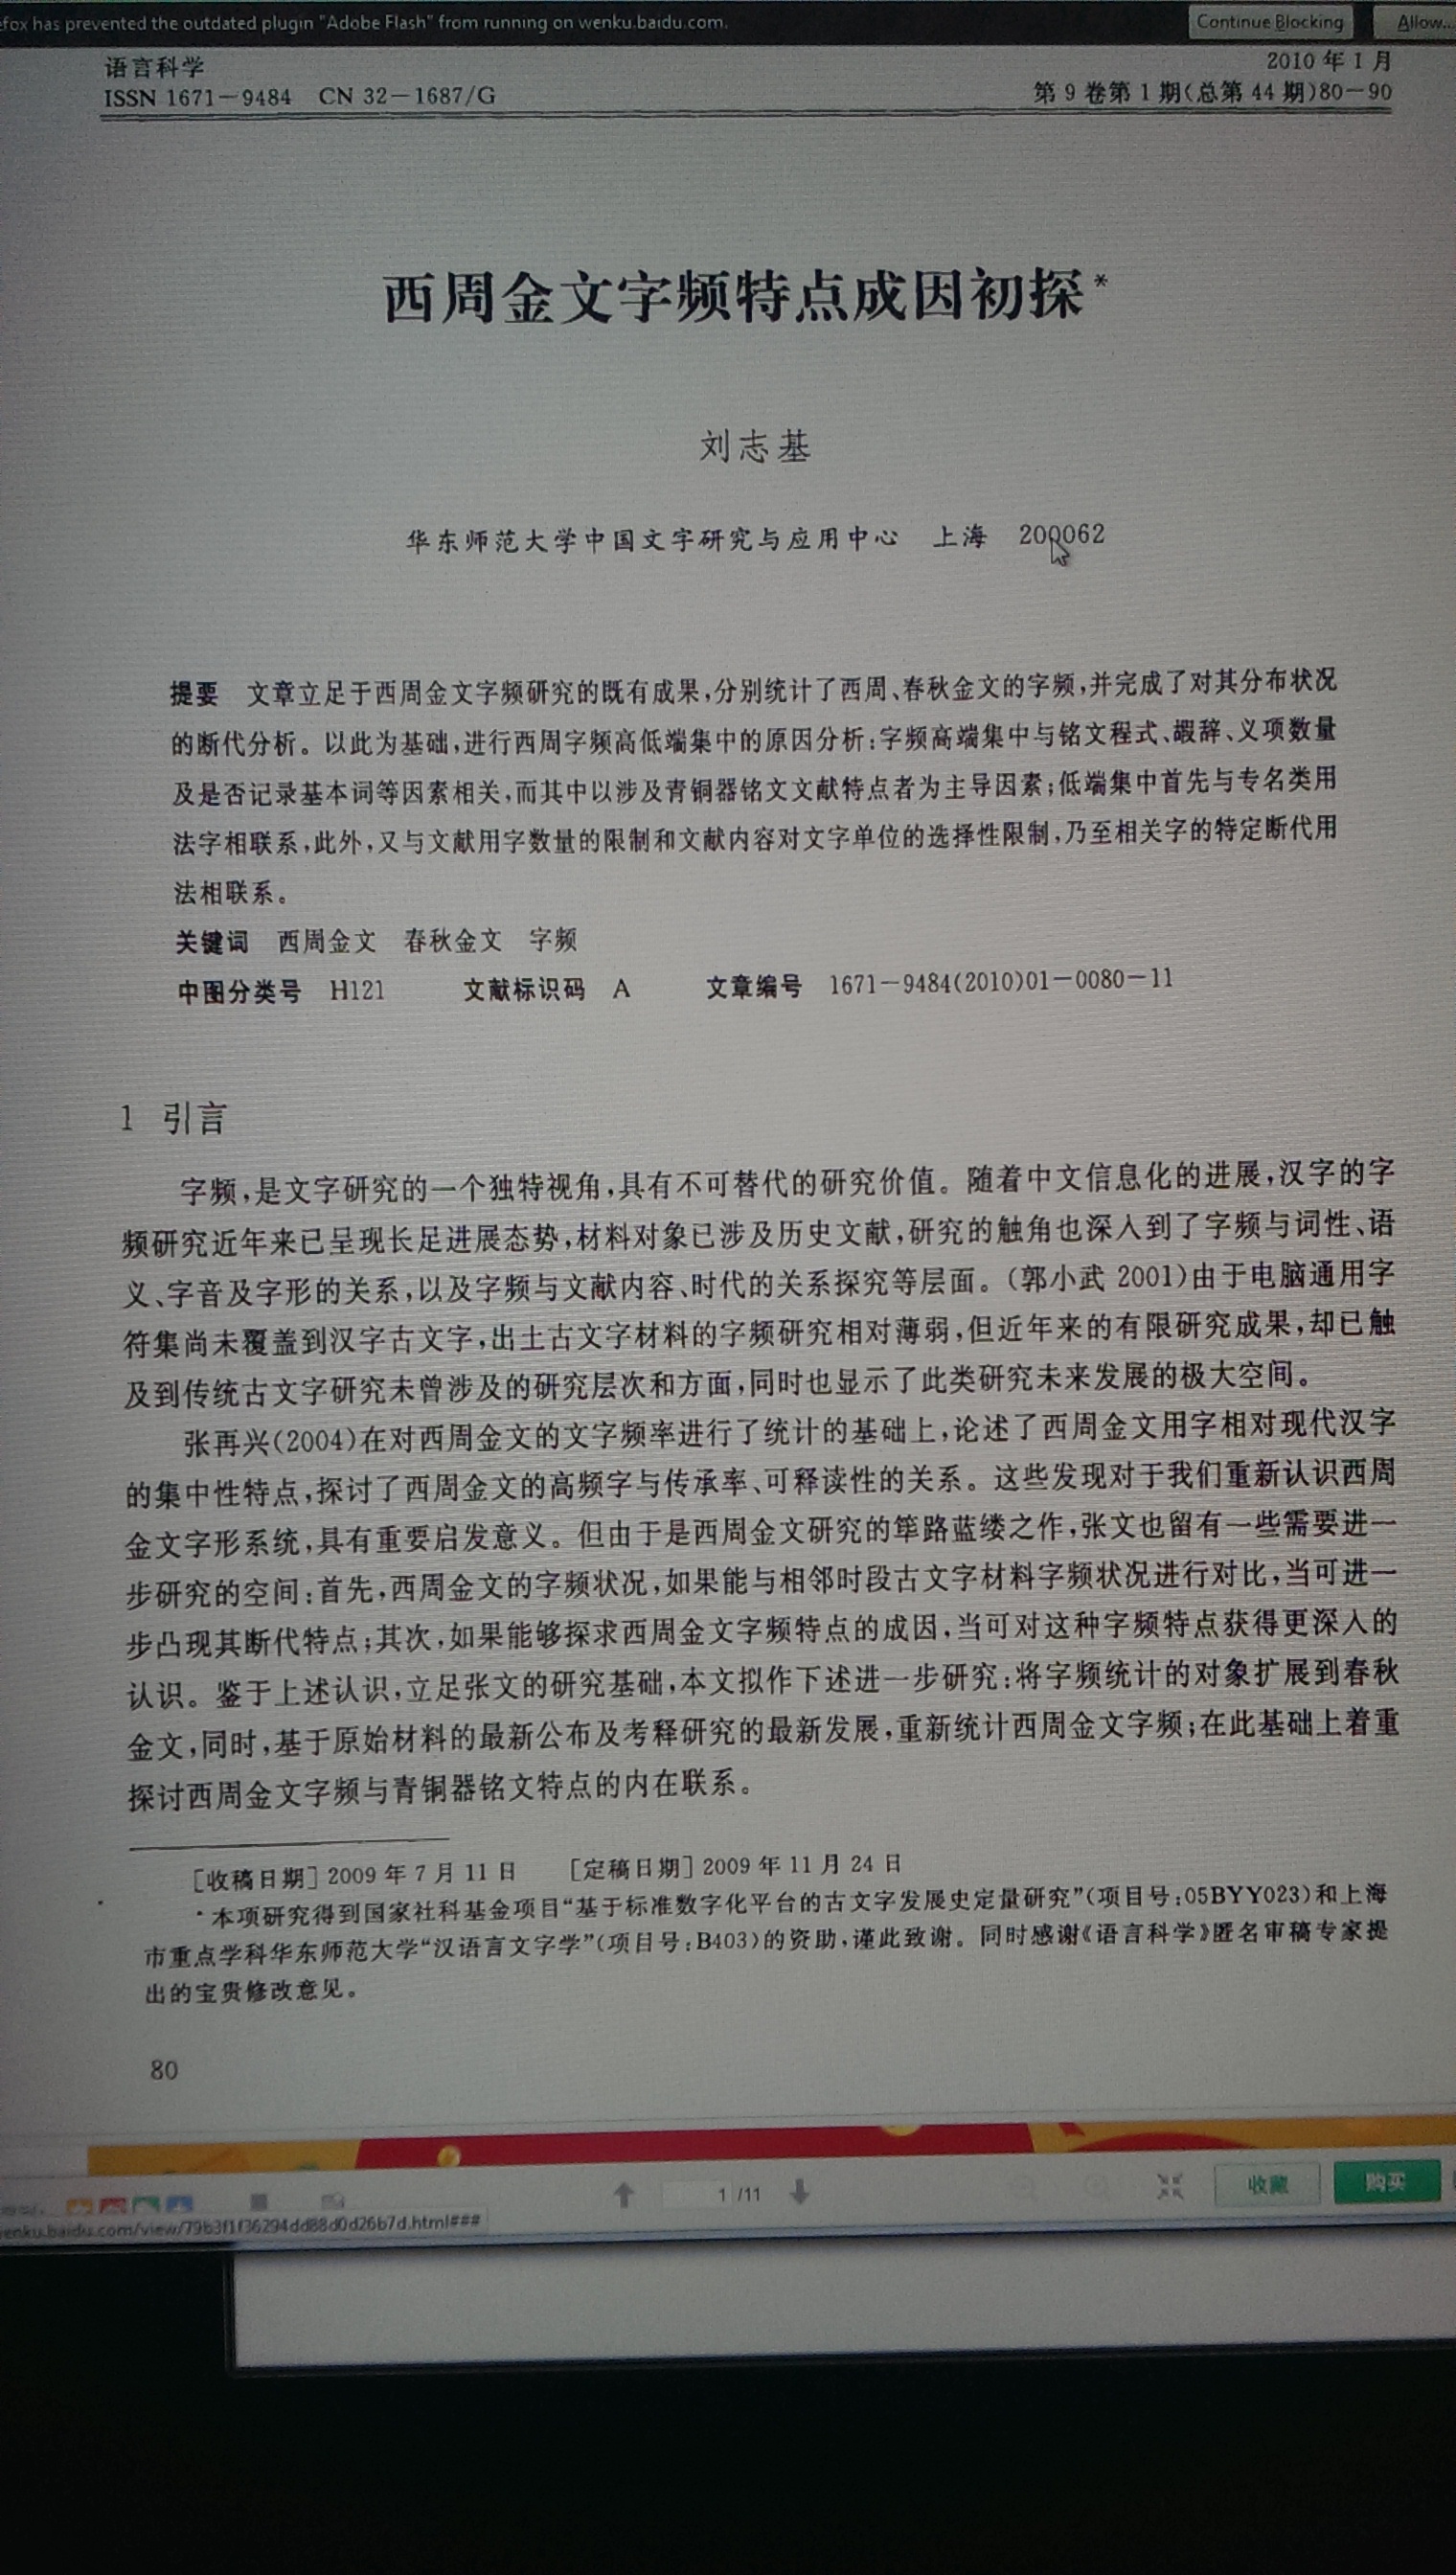 efox has prevented the outdated plugin "Adobe Flash" from running on wenku.baidu.com.
Continue Blocking
Allow...
语言科学
2010 年 1 月
ISSN 1671－9484 CN 32－1687/G
第 9 卷第 1 期(总第 44 期)80－90
西周金文字频特点成因初探*
刘志基
华东师范大学中国文字研究与应用中心 上海 200062
提要 文章立足于西周金文字频研究的既有成果,分别统计了西周、春秋金文的字频,并完成了对其分布状况
的断代分析。以此为基础,进行西周字频高低端集中的原因分析:字频高端集中与铭文程式、嘏辞、义项数量
及是否记录基本词等因素相关,而其中以涉及青铜器铭文文献特点者为主导因素;低端集中首先与专名类用
法字相联系,此外,又与文献用字数量的限制和文献内容对文字单位的选择性限制,乃至相关字的特定断代用
法相联系。
关键词 西周金文 春秋金文 字频
中图分类号 H121 文献标识码 A 文章编号 1671－9484(2010)01－0080－11
1 引言
字频,是文字研究的一个独特视角,具有不可替代的研究价值。随着中文信息化的进展,汉字的字
频研究近年来已呈现长足进展态势,材料对象已涉及历史文献,研究的触角也深入到了字频与词性、语
义、字音及字形的关系,以及字频与文献内容、时代的关系探究等层面。(郭小武 2001)由于电脑通用字
符集尚未覆盖到汉字古文字,出土古文字材料的字频研究相对薄弱,但近年来的有限研究成果,却已触
及到传统古文字研究未曾涉及的研究层次和方面,同时也显示了此类研究未来发展的极大空间。
张再兴(2004)在对西周金文的文字频率进行了统计的基础上,论述了西周金文用字相对现代汉字
的集中性特点,探讨了西周金文的高频字与传承率、可释读性的关系。这些发现对于我们重新认识西周
金文字形系统,具有重要启发意义。但由于是西周金文研究的筚路蓝缕之作,张文也留有一些需要进一
步研究的空间:首先,西周金文的字频状况,如果能与相邻时段古文字材料字频状况进行对比,当可进一
步凸现其断代特点;其次,如果能够探求西周金文字频特点的成因,当可对这种字频特点获得更深入的
认识。鉴于上述认识,立足张文的研究基础,本文拟作下述进一步研究:将字频统计的对象扩展到春秋
金文,同时,基于原始材料的最新公布及考释研究的最新发展,重新统计西周金文字频;在此基础上着重
探讨西周金文字频与青铜器铭文特点的内在联系。
[收稿日期]2009 年 7 月 11 日 [定稿日期]2009 年 11 月 24 日
*本项研究得到国家社科基金项目“基于标准数字化平台的古文字发展史定量研究”(项目号:05BYY023)和上海
市重点学科华东师范大学“汉语言文字学”(项目号:B403)的资助,谨此致谢。同时感谢《语言科学》匿名审稿专家提
出的宝贵修改意见。
80
1 /11
收藏
购买
wenku.baidu.com/view/79b3f1f36294dd88d0d26b7d.html###